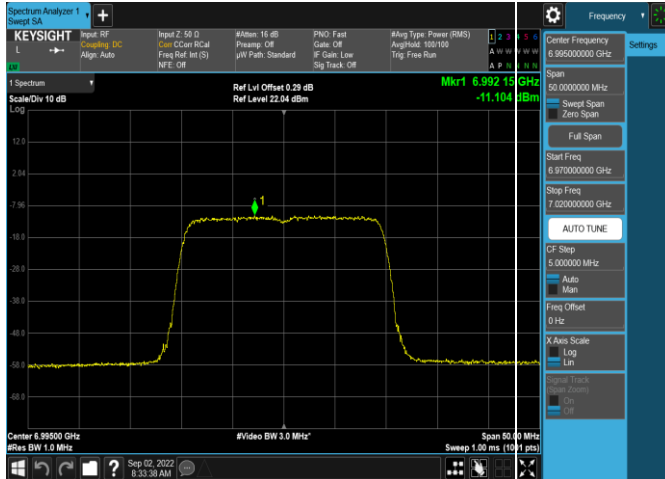 Spectrum Analyzer 1
Swept SA
+
Frequency
KEYSIGHT
L
Input: RF
Coupling: DC
Align: Auto
Input Z: 50 Ω
Corr CCorr RCal
Freq Ref: Int (S)
NFE: Off
#Atten: 16 dB
Preamp: Off
µW Path: Standard
PNO: Fast
Gate: Off
IF Gain: Low
Sig Track: Off
#Avg Type: Power (RMS)
Avg|Hold: 100/100
Trig: Free Run
1 2 3 4 5 6
A W W W W W
A P N N N N
1 Spectrum
Scale/Div 10 dB
Log
Ref Lvl Offset 0.29 dB
Ref Level 22.04 dBm
Mkr1 6.992 15 GHz
-11.104 dBm
12.0
2.04
-7.96
-18.0
-28.0
-38.0
-48.0
-58.0
-68.0
1
Center 6.99500 GHz
#Res BW 1.0 MHz
#Video BW 3.0 MHz*
Span 50.00 MHz
Sweep 1.00 ms (1001 pts)
Sep 02, 2022
8:33:38 AM
Center Frequency
6.995000000 GHz
Settings
Span
50.0000000 MHz
Swept Span
Zero Span
Full Span
Start Freq
6.970000000 GHz
Stop Freq
7.020000000 GHz
AUTO TUNE
CF Step
5.000000 MHz
Auto
Man
Freq Offset
0 Hz
X Axis Scale
Log
Lin
Signal Track
(Span Zoom)
On
Off